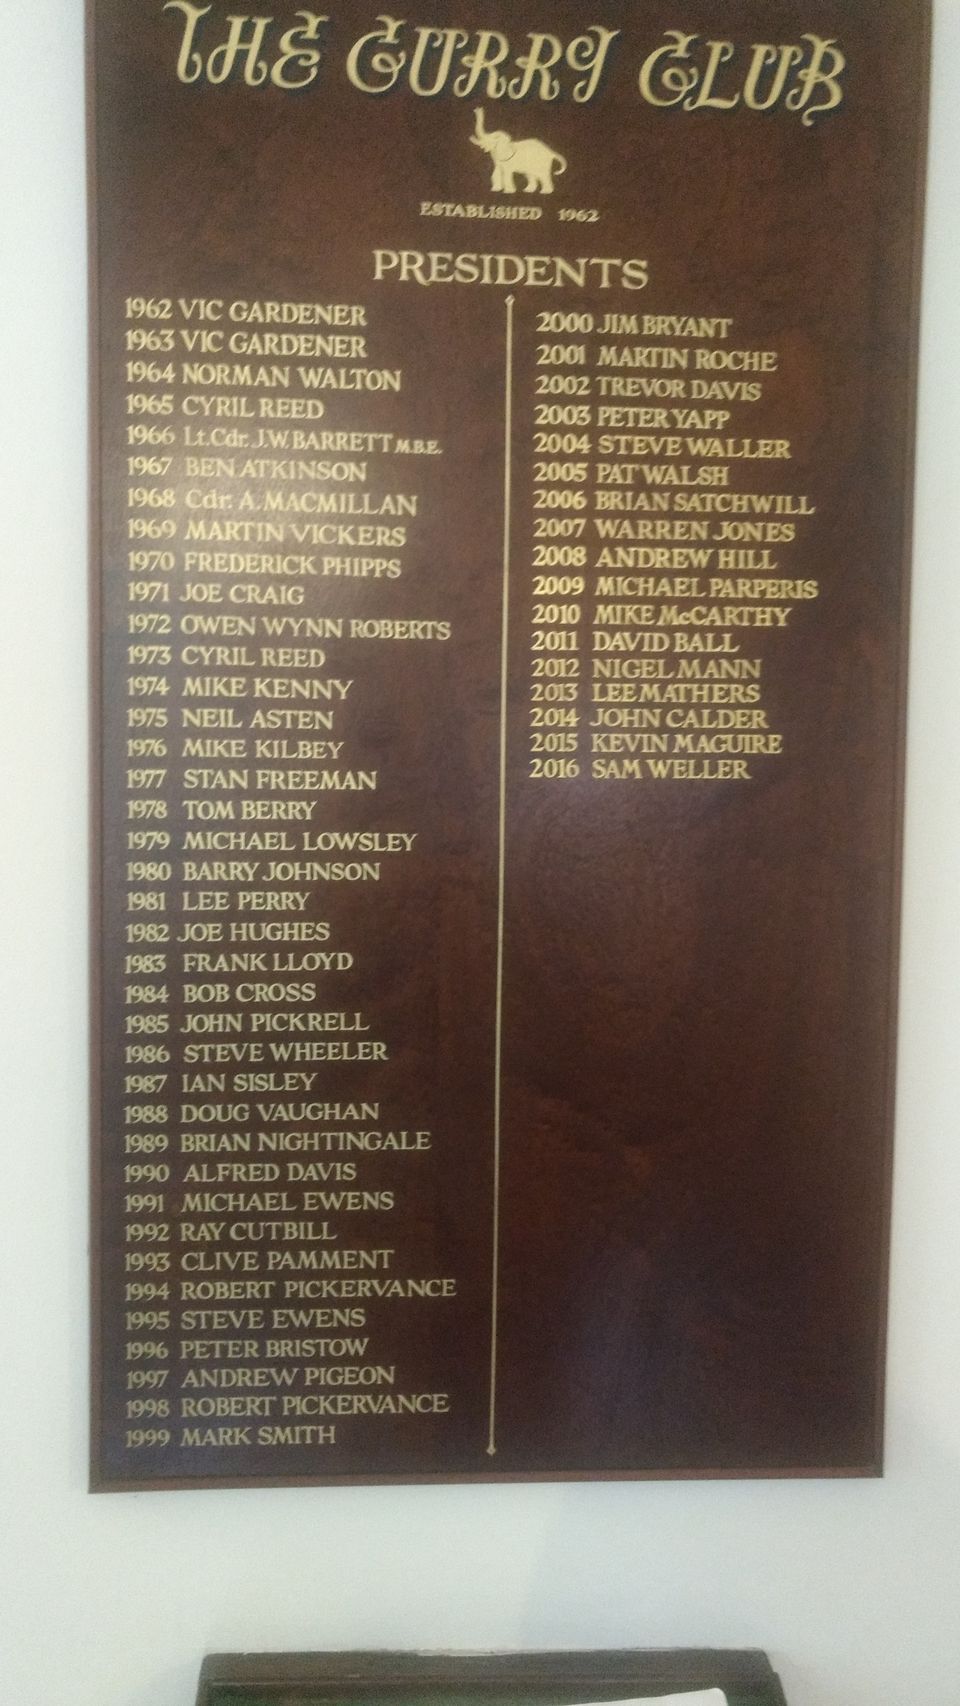 THE CURRY CLUB
ESTABLISHED 1962
PRESIDENTS
1962 VIC GARDENER
1963 VIC GARDENER
1964 NORMAN WALTON
1965 CYRIL REED
1966 Lt.Cdr. J.W. BARRETT M.B.E.
1967 BEN ATKINSON
1968 Cdr. A. MACMILLAN
1969 MARTIN VICKERS
1970 FREDERICK PHIPPS
1971 JOE CRAIG
1972 OWEN WYNN ROBERTS
1973 CYRIL REED
1974 MIKE KENNY
1975 NEIL ASTEN
1976 MIKE KILBEY
1977 STAN FREEMAN
1978 TOM BERRY
1979 MICHAEL LOWSLEY
1980 BARRY JOHNSON
1981 LEE PERRY
1982 JOE HUGHES
1983 FRANK LLOYD
1984 BOB CROSS
1985 JOHN PICKRELL
1986 STEVE WHEELER
1987 IAN SISLEY
1988 DOUG VAUGHAN
1989 BRIAN NIGHTINGALE
1990 ALFRED DAVIS
1991 MICHAEL EWENS
1992 RAY CUTBILL
1993 CLIVE PAMMENT
1994 ROBERT PICKERVANCE
1995 STEVE EWENS
1996 PETER BRISTOW
1997 ANDREW PIGEON
1998 ROBERT PICKERVANCE
1999 MARK SMITH
2000 JIM BRYANT
2001 MARTIN ROCHE
2002 TREVOR DAVIS
2003 PETER YAPP
2004 STEVE WALLER
2005 PAT WALSH
2006 BRIAN SATCHWILL
2007 WARREN JONES
2008 ANDREW HILL
2009 MICHAEL PARPERIS
2010 MIKE McCARTHY
2011 DAVID BALL
2012 NIGEL MANN
2013 LEE MATHERS
2014 JOHN CALDER
2015 KEVIN MAGUIRE
2016 SAM WELLER